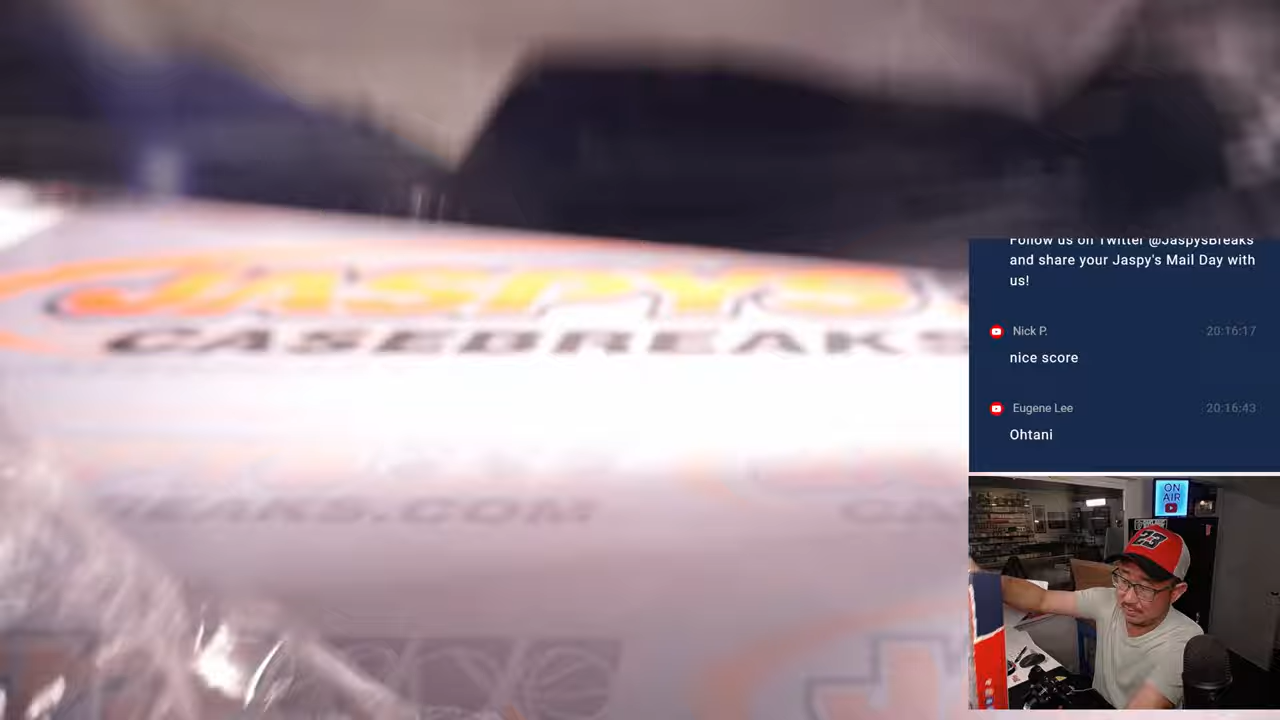 JASPYS
CASEBREAKS
Follow us on Twitter @JaspysBreaks
and share your Jaspy's Mail Day with
us!
Nick P. 20:16:17
nice score
Eugene Lee 20:16:43
Ohtani
ON
AIR
23